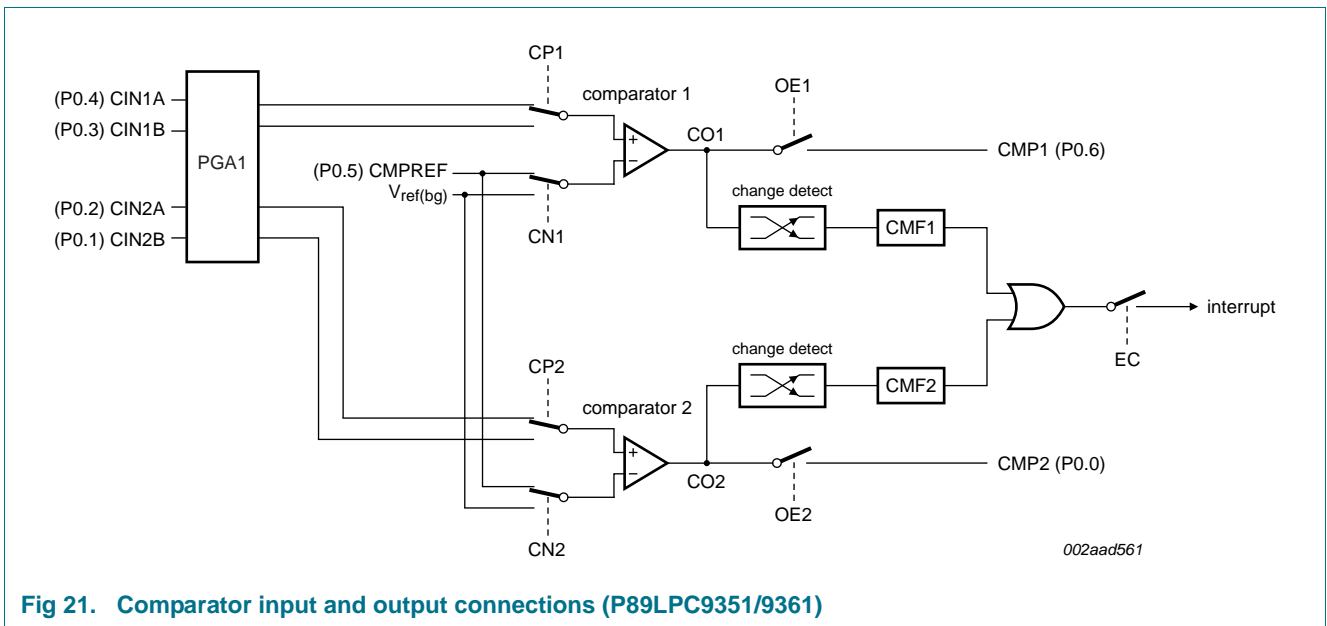 CP1
OE1
(P0.4) CIN1A
comparator 1
(P0.3) CIN1B
CO1
CMP1 (P0.6)
PGA1
(P0.5) CMPREF
Vref(bg)
change detect
CMF1
(P0.2) CIN2A
(P0.1) CIN2B
CN1
interrupt
EC
CP2
change detect
CMF2
comparator 2
CMP2 (P0.0)
CO2
OE2
CN2
002aad561
Fig 21. Comparator input and output connections (P89LPC9351/9361)